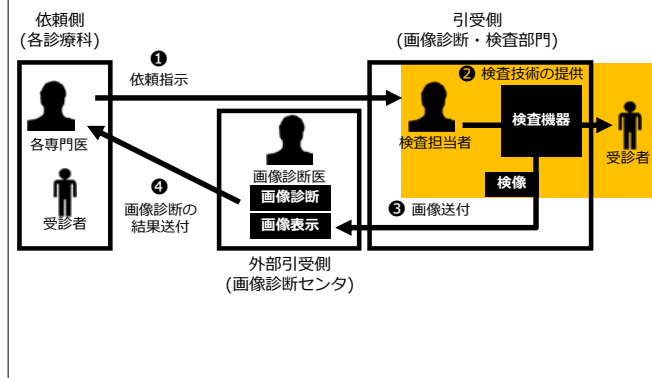 依頼側
(各診療科)
引受側
(画像診断・検査部門)
❶
依頼指示
❷ 検査技術の提供
検査機器
各専門医
検査担当者
受診者
画像診断医
画像診断
画像表示
検像
❹
画像診断の
結果送付
受診者
❸ 画像送付
外部引受側
(画像診断センタ)